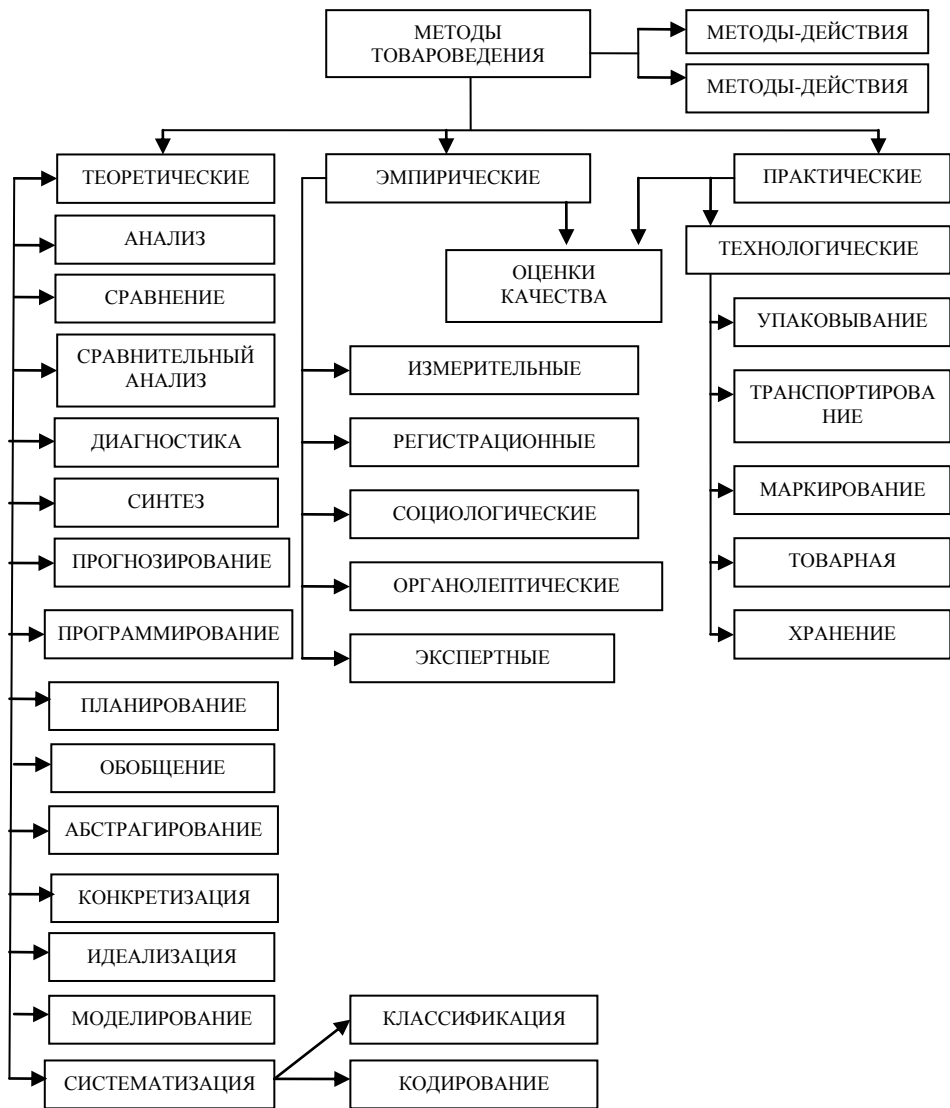 МЕТОДЫ
ТОВАРОВЕДЕНИЯ
МЕТОДЫ-ДЕЙСТВИЯ
МЕТОДЫ-ДЕЙСТВИЯ
ТЕОРЕТИЧЕСКИЕ
ЭМПИРИЧЕСКИЕ
ПРАКТИЧЕСКИЕ
АНАЛИЗ
СРАВНЕНИЕ
СРАВНИТЕЛЬНЫЙ
АНАЛИЗ
ДИАГНОСТИКА
СИНТЕЗ
ПРОГНОЗИРОВАНИЕ
ПРОГРАММИРОВАНИЕ
ПЛАНИРОВАНИЕ
ОБОБЩЕНИЕ
АБСТРАГИРОВАНИЕ
КОНКРЕТИЗАЦИЯ
ИДЕАЛИЗАЦИЯ
МОДЕЛИРОВАНИЕ
СИСТЕМАТИЗАЦИЯ
КЛАССИФИКАЦИЯ
КОДИРОВАНИЕ
ОЦЕНКИ
КАЧЕСТВА
ИЗМЕРИТЕЛЬНЫЕ
РЕГИСТРАЦИОННЫЕ
СОЦИОЛОГИЧЕСКИЕ
ОРГАНОЛЕПТИЧЕСКИЕ
ЭКСПЕРТНЫЕ
ТЕХНОЛОГИЧЕСКИЕ
УПАКОВЫВАНИЕ
ТРАНСПОРТИРОВА
НИЕ
МАРКИРОВАНИЕ
ТОВАРНАЯ
ХРАНЕНИЕ